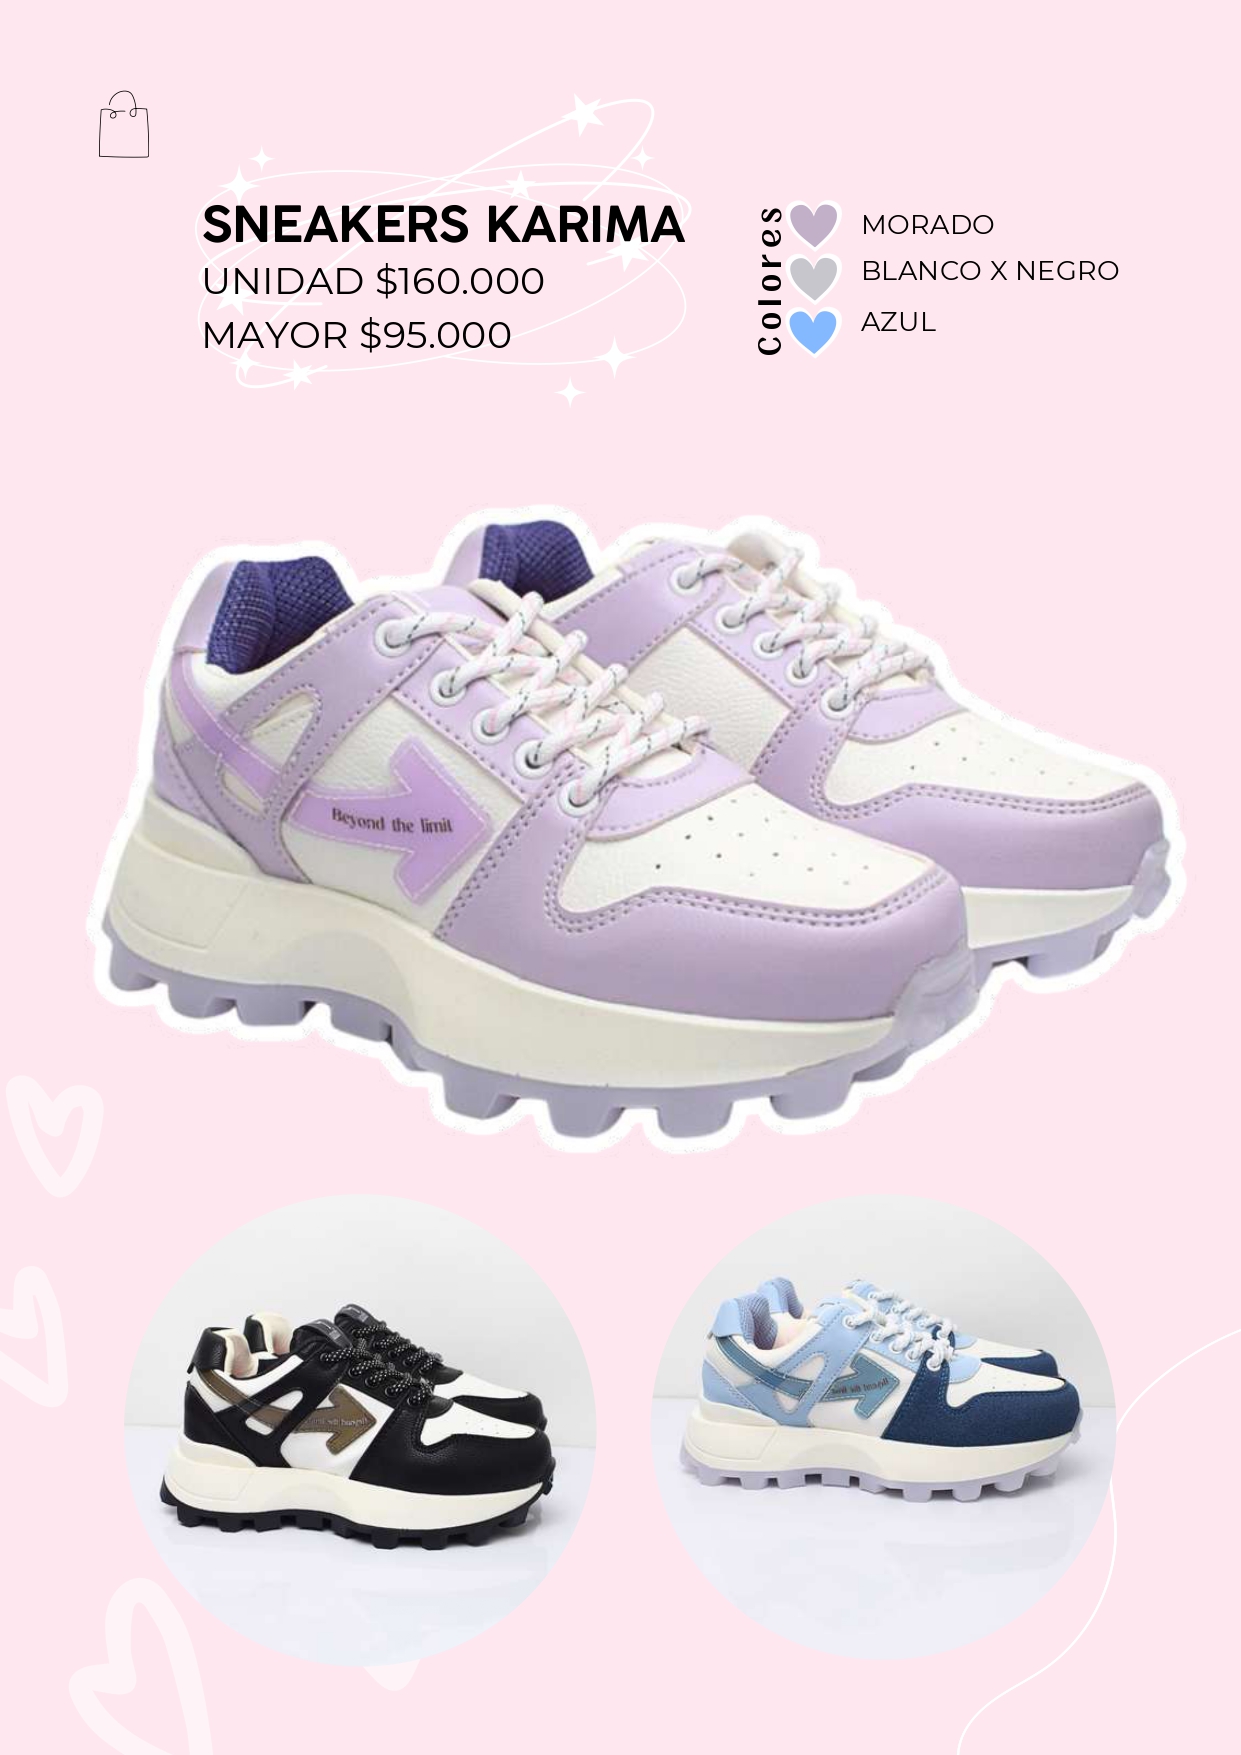 SNEAKERS KARIMA
UNIDAD $160.000
MAYOR $95.000
Colores
MORADO
BLANCO X NEGRO
AZUL
Beyond the limit